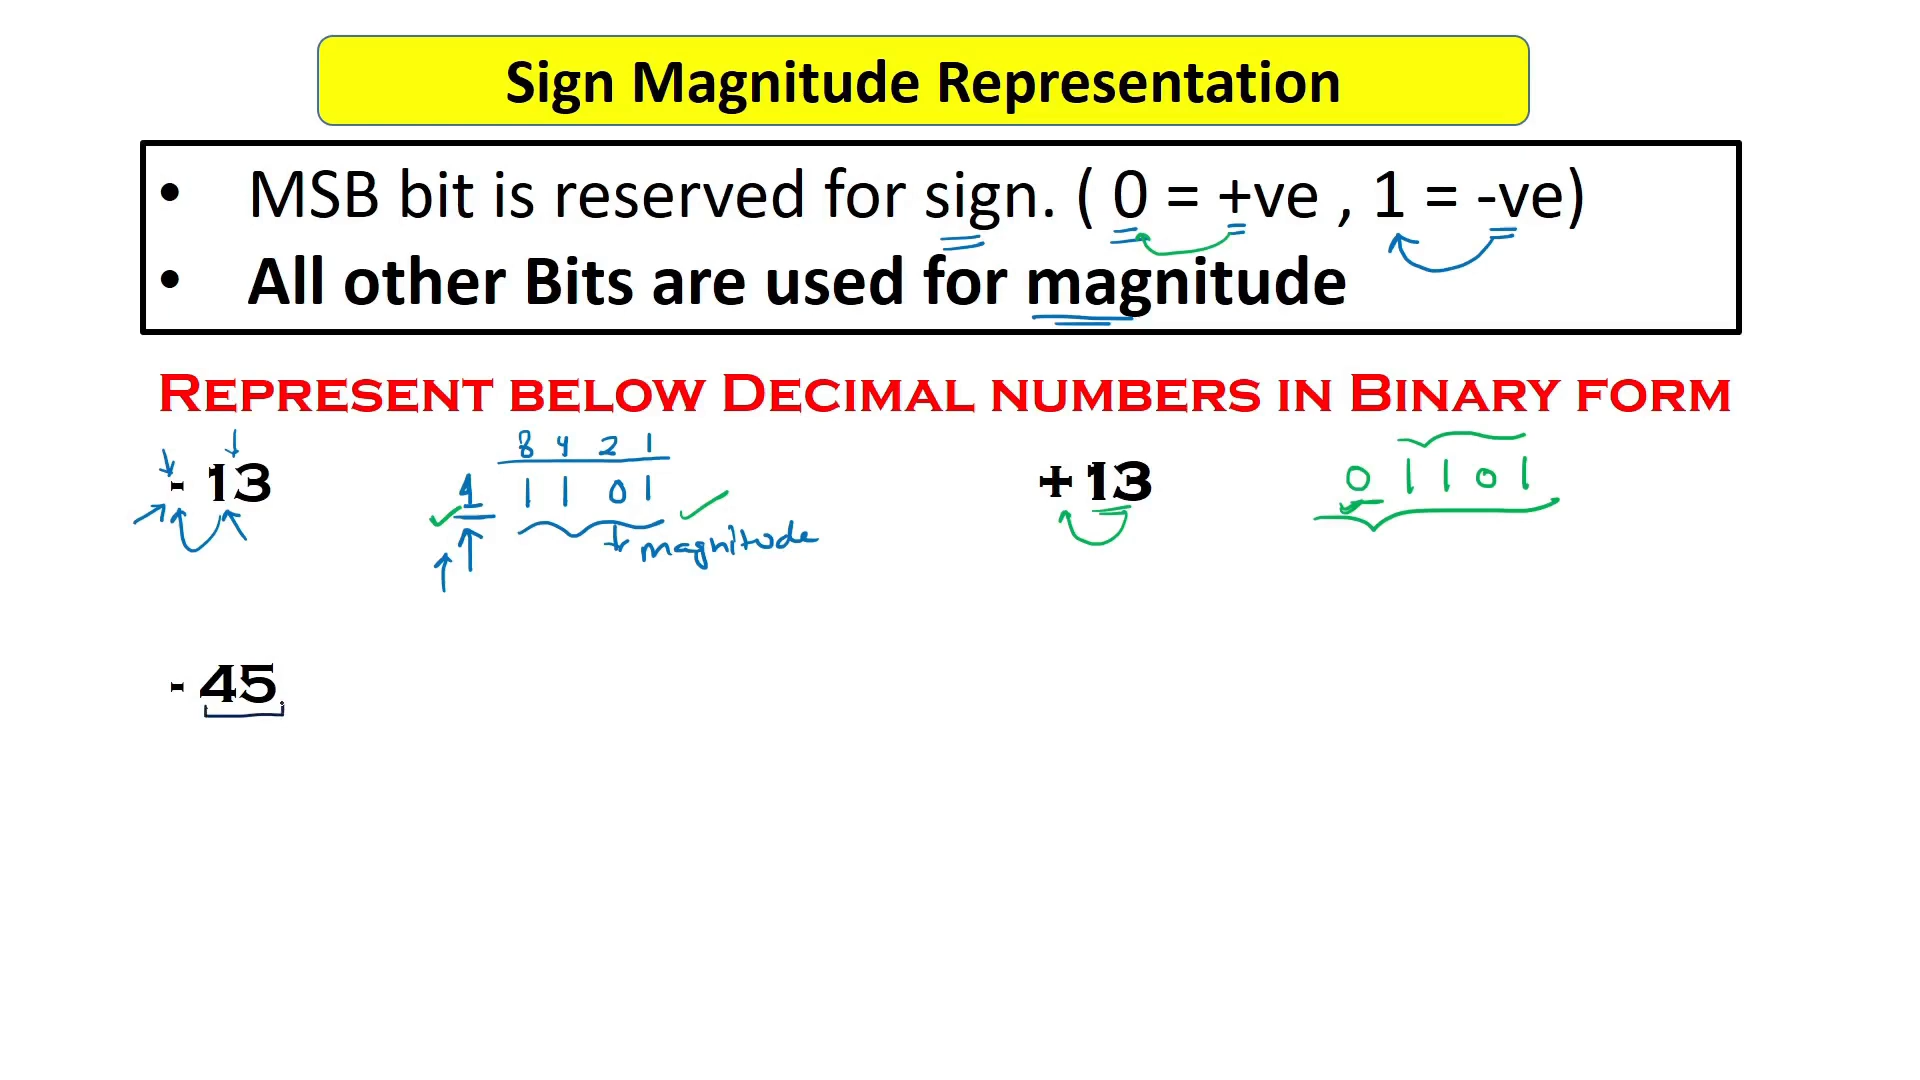 Sign Magnitude Representation
• MSB bit is reserved for sign. ( 0 = +ve , 1 = -ve)
• All other Bits are used for magnitude
Represent below Decimal numbers in Binary form
8 4 2 1
- 13 1 1 1 0 1 + 13 0 1 1 0 1
magnitude
- 45